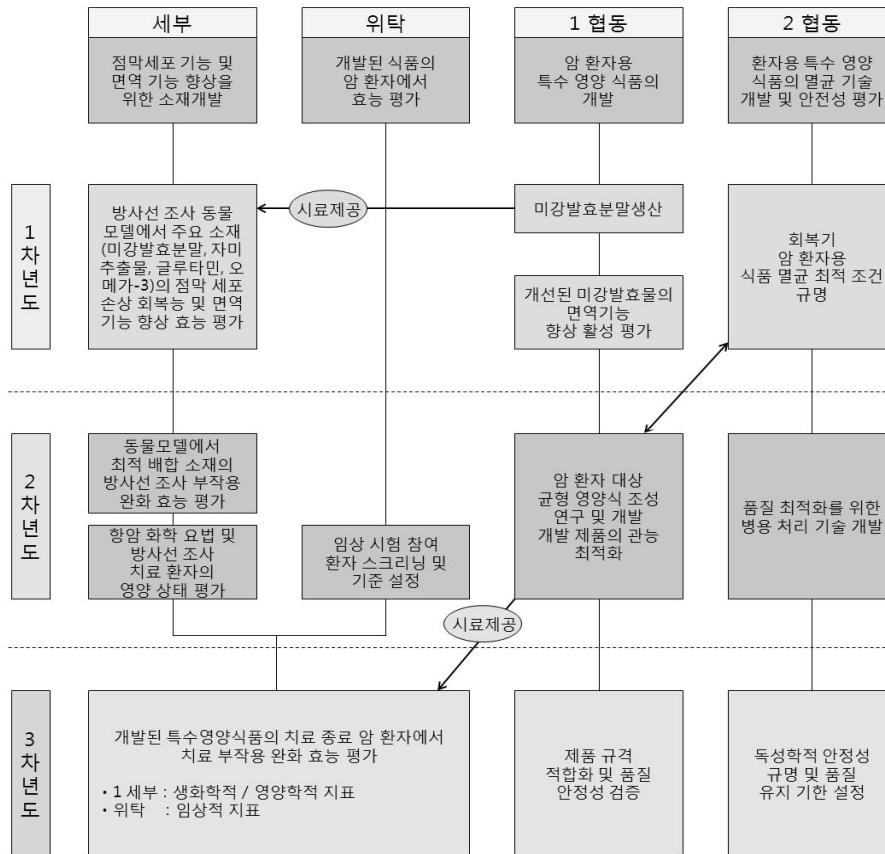 세부
위탁
1 협동
2 협동
점막세포 기능 및
면역 기능 향상을
위한 소재개발
개발된 식품의
암 환자에서
효능 평가
암 환자용
특수 영양 식품의
개발
환자용 특수 영양
식품의 멸균 기술
개발 및 안전성 평가
1
차
년
도
방사선 조사 동물
모델에서 주요 소재
(미강발효분말, 자미
추출물, 글루타민, 오
메가-3)의 점막 세포
손상 회복능 및 면역
기능 향상 효능 평가
시료제공
미강발효분말생산
개선된 미강발효물의
면역기능
향상 활성 평가
회복기
암 환자용
식품 멸균 최적 조건
규명
2
차
년
도
동물모델에서
최적 배합 소재의
방사선 조사 부작용
완화 효능 평가
항암 화학 요법 및
방사선 조사
치료 환자의
영양 상태 평가
임상 시험 참여
환자 스크리닝 및
기준 설정
암 환자 대상
균형 영양식 조성
연구 및 개발
개발 제품의 관능
최적화
품질 최적화를 위한
병용 처리 기술 개발
시료제공
3
차
년
도
개발된 특수영양식품의 치료 종료 암 환자에서
치료 부작용 완화 효능 평가
・1 세부 : 생화학적 / 영양학적 지표
・위탁 : 임상적 지표
제품 규격
적합화 및 품질
안정성 검증
독성학적 안정성
규명 및 품질
유지 기한 설정